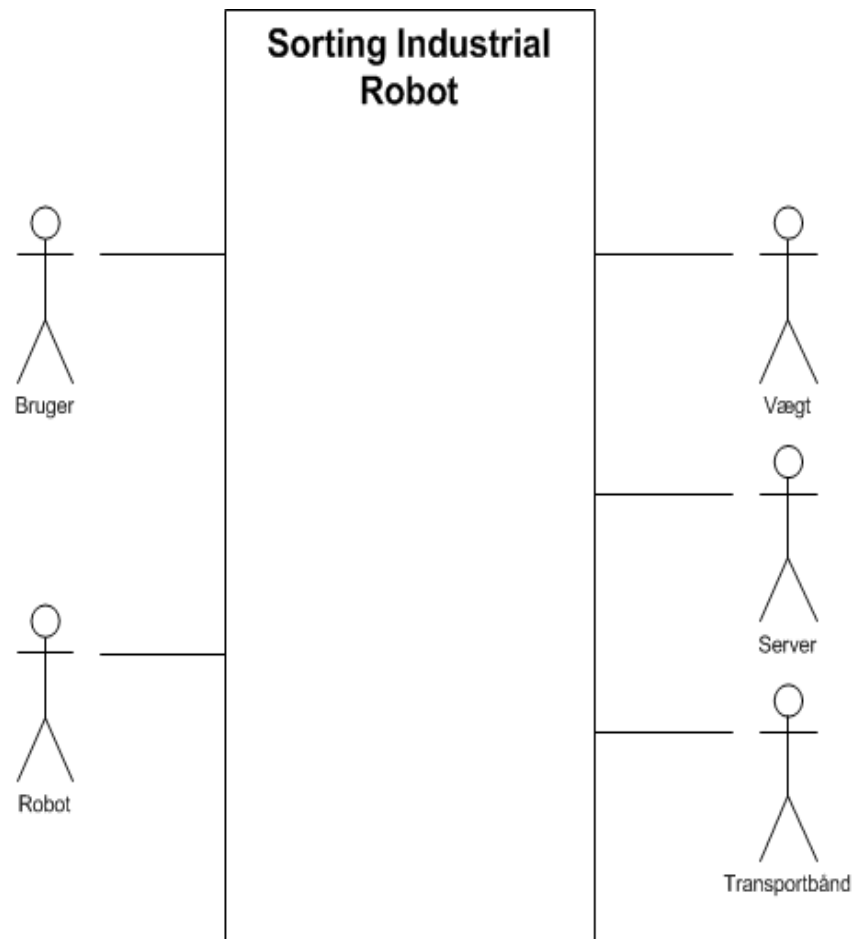 Sorting Industrial
Robot
Bruger
Vægt
Server
Robot
Transportbånd